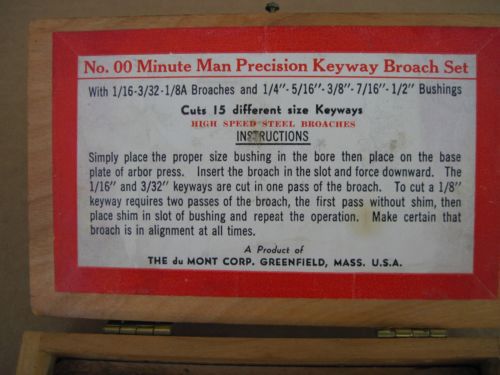 No. 00 Minute Man Precision Keyway Broach Set
With 1/16-3/32-1/8A Broaches and 1/4"- 5/16"- 3/8"- 7/16"- 1/2" Bushings
Cuts 15 different size Keyways
HIGH SPEED STEEL BROACHES
INSTRUCTIONS
Simply place the proper size bushing in the bore then place on the base
plate of arbor press. Insert the broach in the slot and force downward. The
1/16" and 3/32" keyways are cut in one pass of the broach. To cut a 1/8"
keyway requires two passes of the broach, the first pass without shim, then
place shim in slot of bushing and repeat the operation. Make certain that
broach is in alignment at all times.
A Product of
THE du MONT CORP. GREENFIELD, MASS. U.S.A.